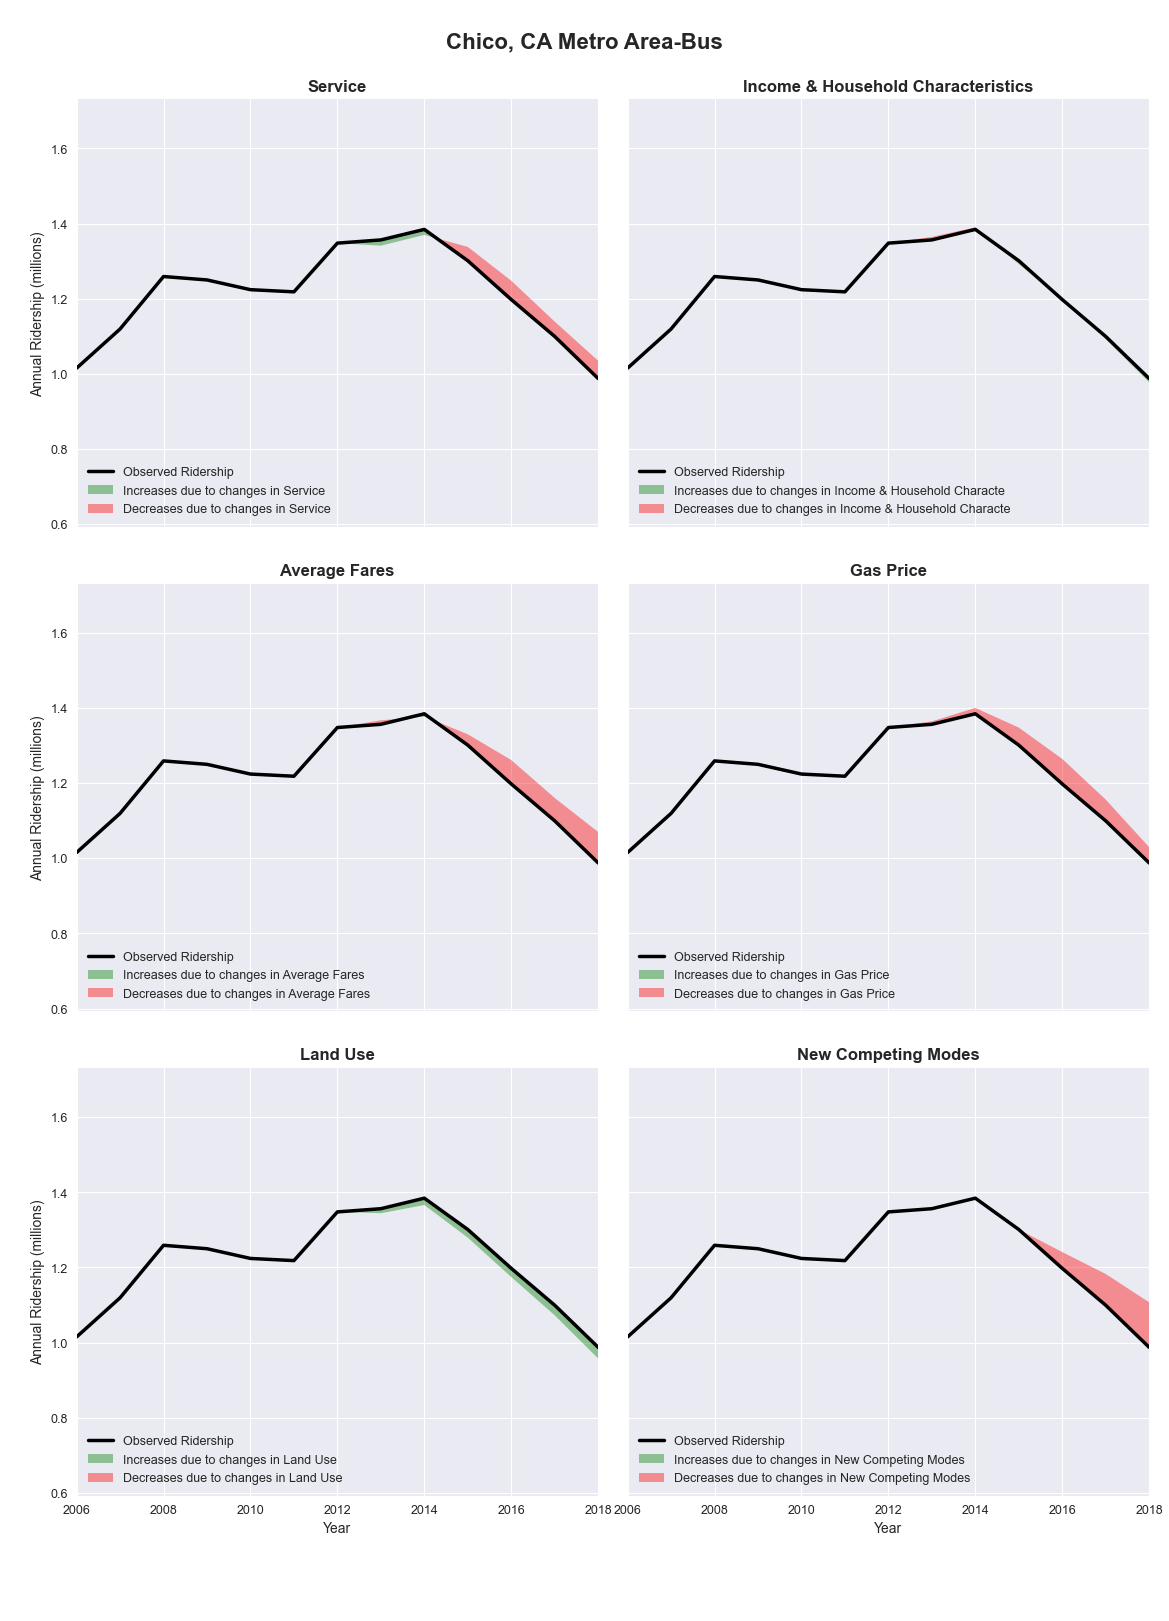 Chico, CA Metro Area-Bus
Service
Income & Household Characteristics
Annual Ridership (millions)
1.6
1.4
1.2
1.0
0.8
0.6
Observed Ridership
Increases due to changes in Service
Decreases due to changes in Service
Observed Ridership
Increases due to changes in Income & Household Characte
Decreases due to changes in Income & Household Characte
Average Fares
Gas Price
Annual Ridership (millions)
1.6
1.4
1.2
1.0
0.8
0.6
Observed Ridership
Increases due to changes in Average Fares
Decreases due to changes in Average Fares
Observed Ridership
Increases due to changes in Gas Price
Decreases due to changes in Gas Price
Land Use
New Competing Modes
Annual Ridership (millions)
1.6
1.4
1.2
1.0
0.8
0.6
Observed Ridership
Increases due to changes in Land Use
Decreases due to changes in Land Use
Observed Ridership
Increases due to changes in New Competing Modes
Decreases due to changes in New Competing Modes
2006 2008 2010 2012 2014 2016 2018
2006 2008 2010 2012 2014 2016 2018
Year
Year